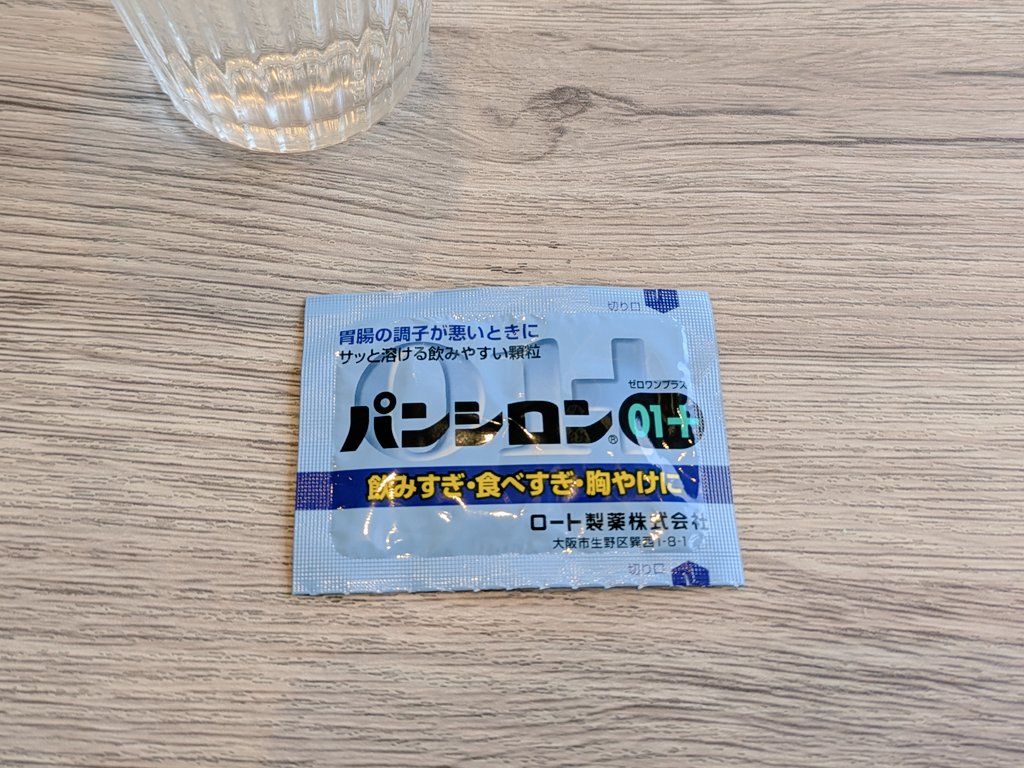 切り口
胃腸の調子が悪いときに
サッと溶ける飲みやすい顆粒
ゼロワンプラス
パンシロン® 01+
飲みすぎ・食べすぎ・胸やけに
ロート製薬株式会社
大阪市生野区巽西1-8-1
切り口